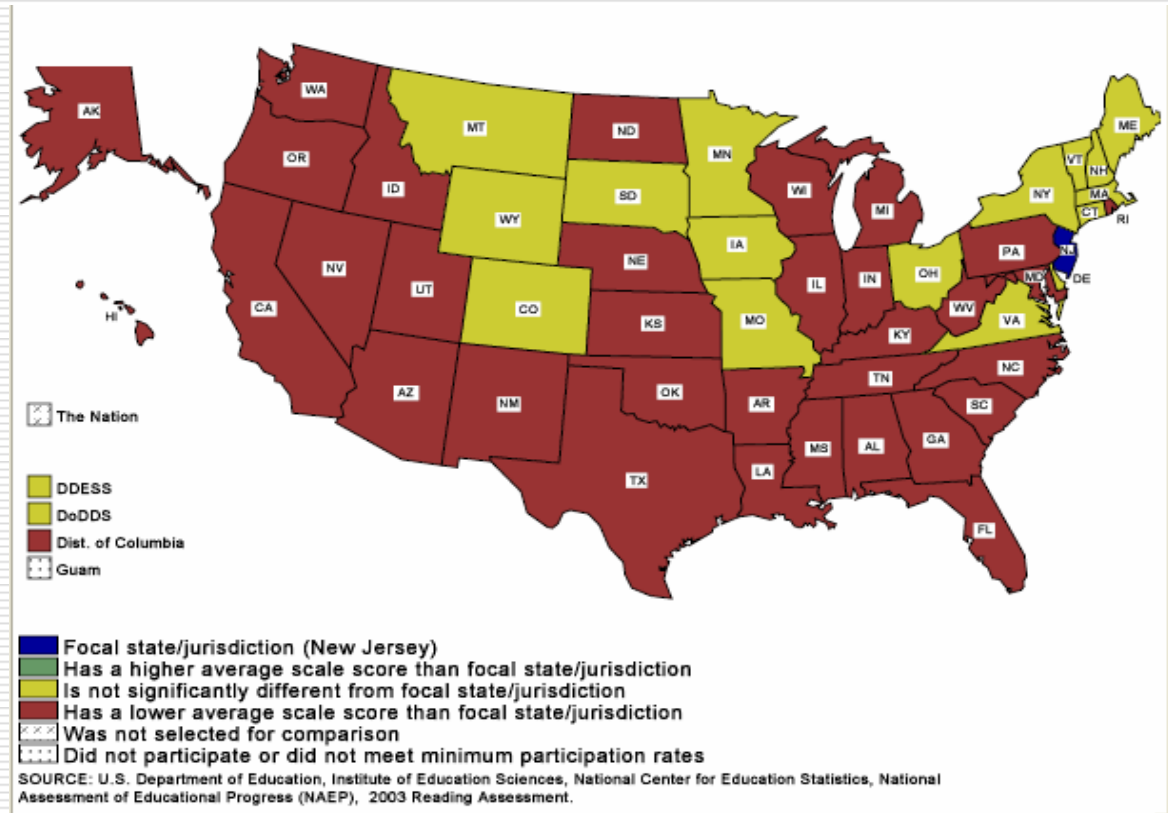 WA
AK
MT
ND
ME
OR
MN
VT
NH
ID
WI
NY
MA
SD
MI
CT
WY
RI
IA
PA
NJ
NE
OH
NV
IN
MD
DE
UT
IL
CA
CO
WV
HI
MO
VA
KS
KY
NC
TN
AZ
OK
NM
AR
SC
The Nation
GA
MS
AL
LA
TX
DDESS
DoDDS
FL
Dist. of Columbia
Guam
Focal state/jurisdiction (New Jersey)
Has a higher average scale score than focal state/jurisdiction
Is not significantly different from focal state/jurisdiction
Has a lower average scale score than focal state/jurisdiction
Was not selected for comparison
Did not participate or did not meet minimum participation rates
SOURCE: U.S. Department of Education, Institute of Education Sciences, National Center for Education Statistics, National
Assessment of Educational Progress (NAEP), 2003 Reading Assessment.